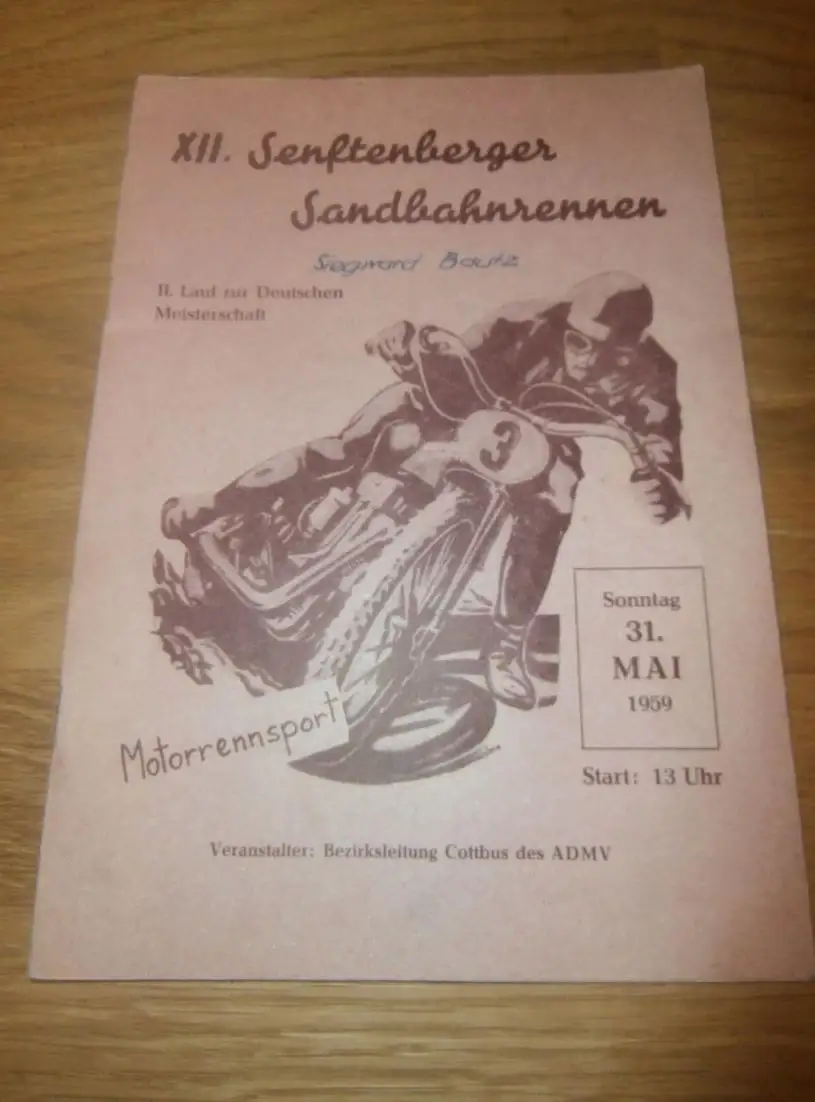 XII. Senftenberger
Sandbahnrennen
Siegward Bautz
II. Lauf zur Deutschen
Meisterschaft
3
Sonntag
31.
MAI
1959
Motorrennsport
Start: 13 Uhr
Veranstalter: Bezirksleitung Cottbus des ADMV